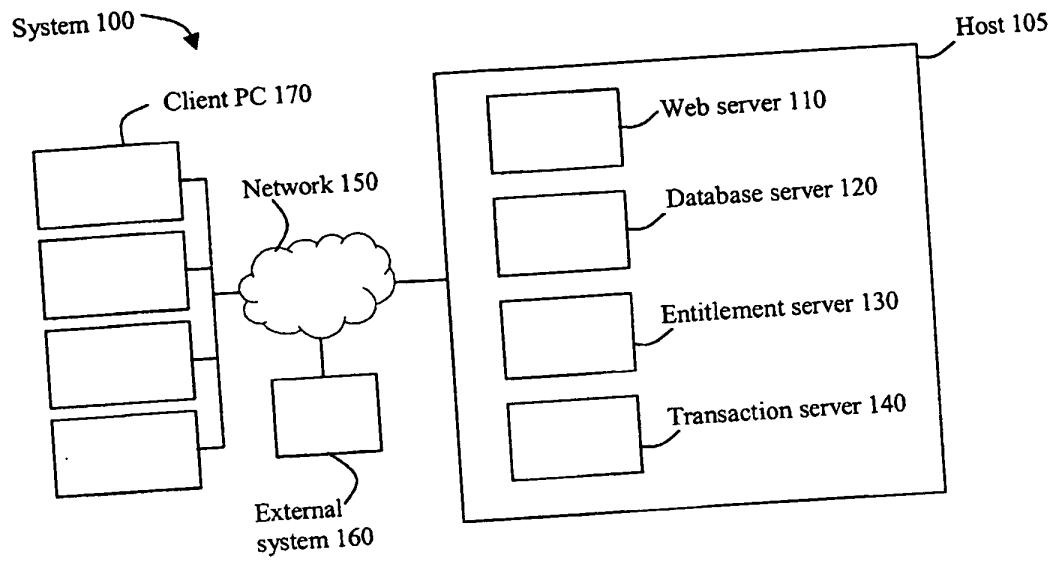 System 100
Host 105
Client PC 170
Web server 110
Network 150
Database server 120
Entitlement server 130
Transaction server 140
External
system 160